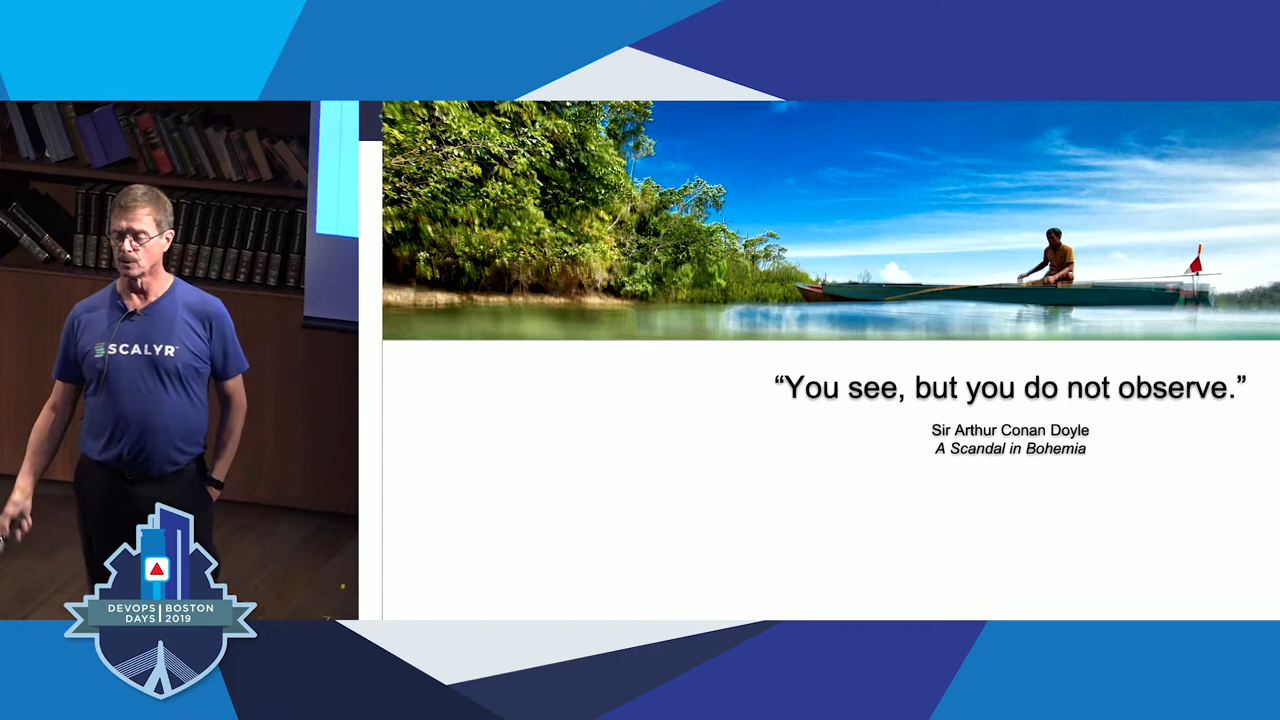 SCALYR
“You see, but you do not observe.”
Sir Arthur Conan Doyle
A Scandal in Bohemia
DEVOPS BOSTON
DAYS 2019